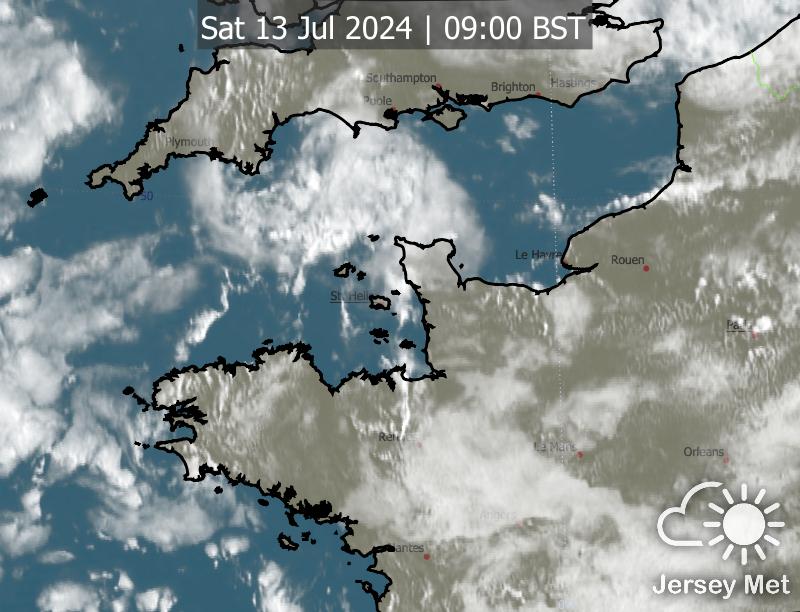 Sat 13 Jul 2024 | 09:00 BST
Southampton
Brighton
Hastings
Poole
Plymouth
50
Le Havre
Rouen
St. Helier
Rennes
Le Mans
Orleans
Angers
Nantes
Jersey Met